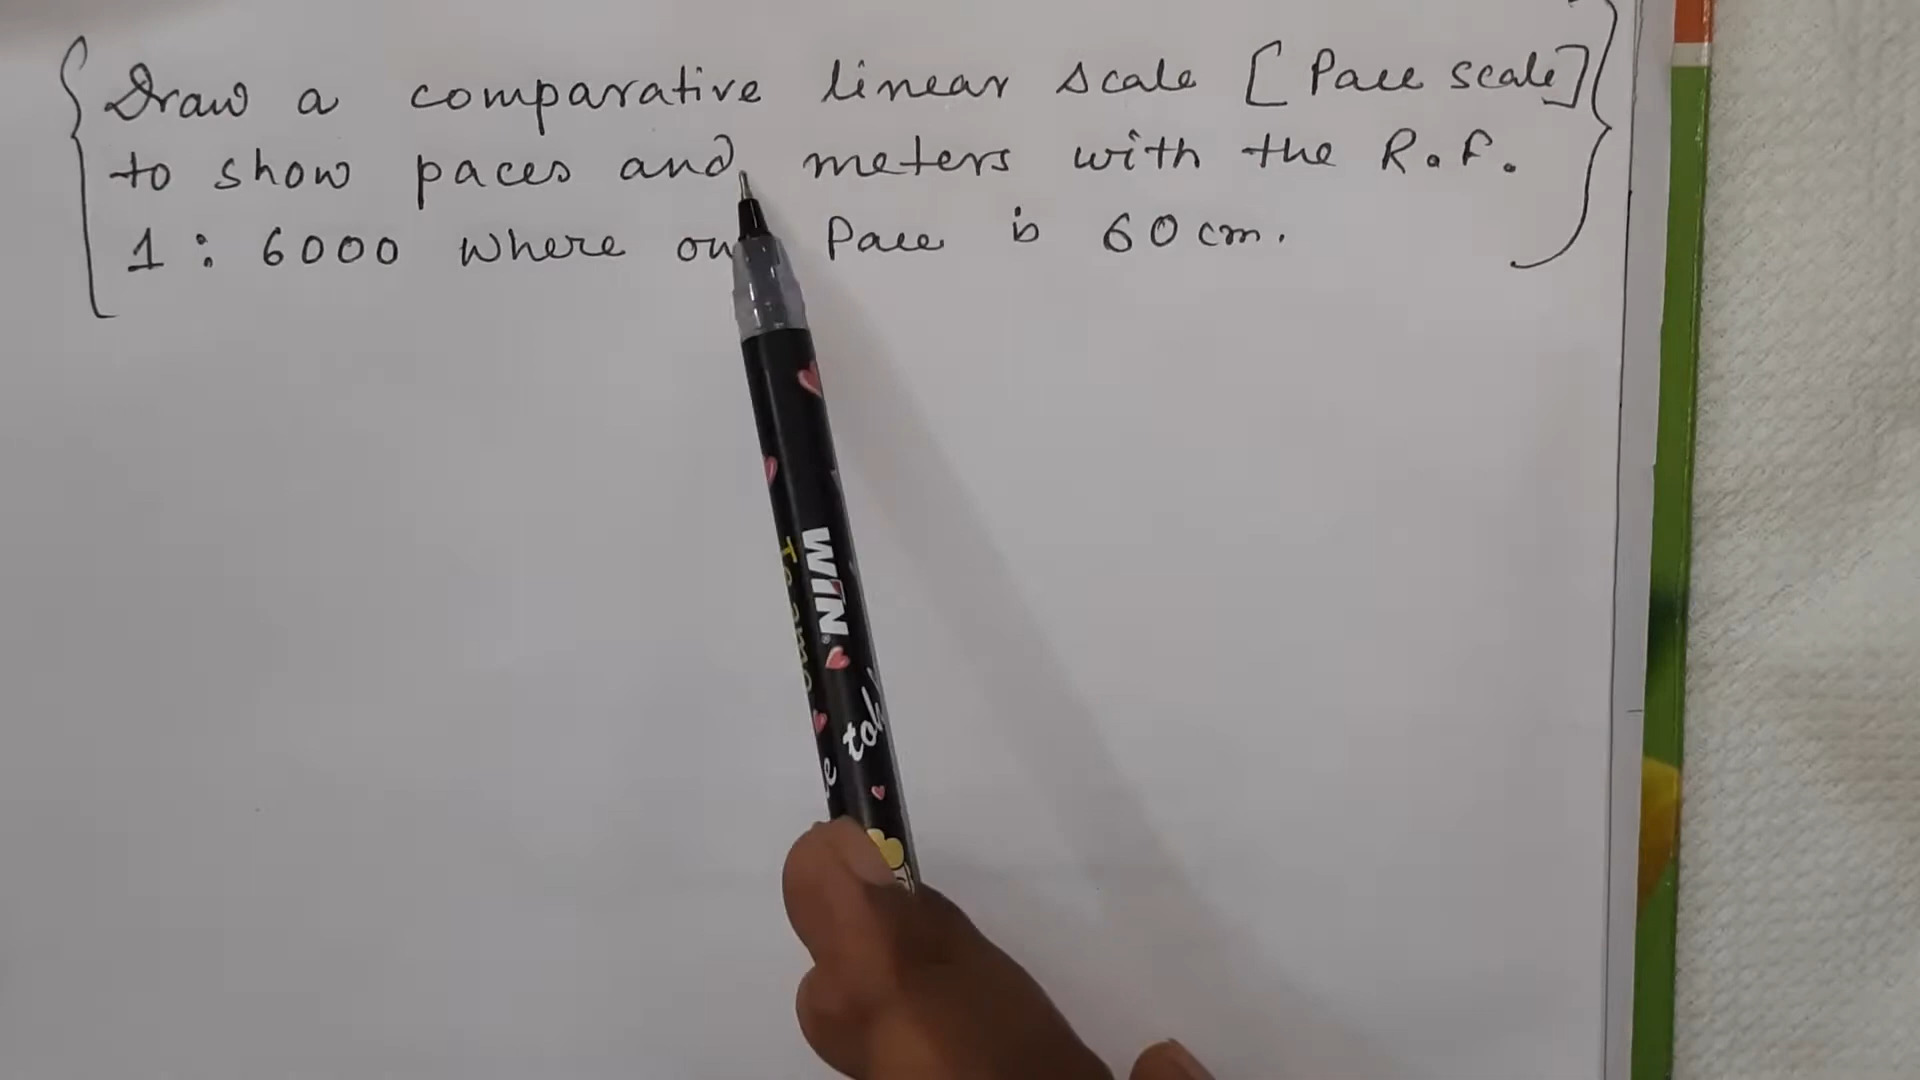 Draw a comparative linear scale [Pace scale]
to show paces and meters with the R.F.
1 : 6000 where Pace is 60 cm.
WIN